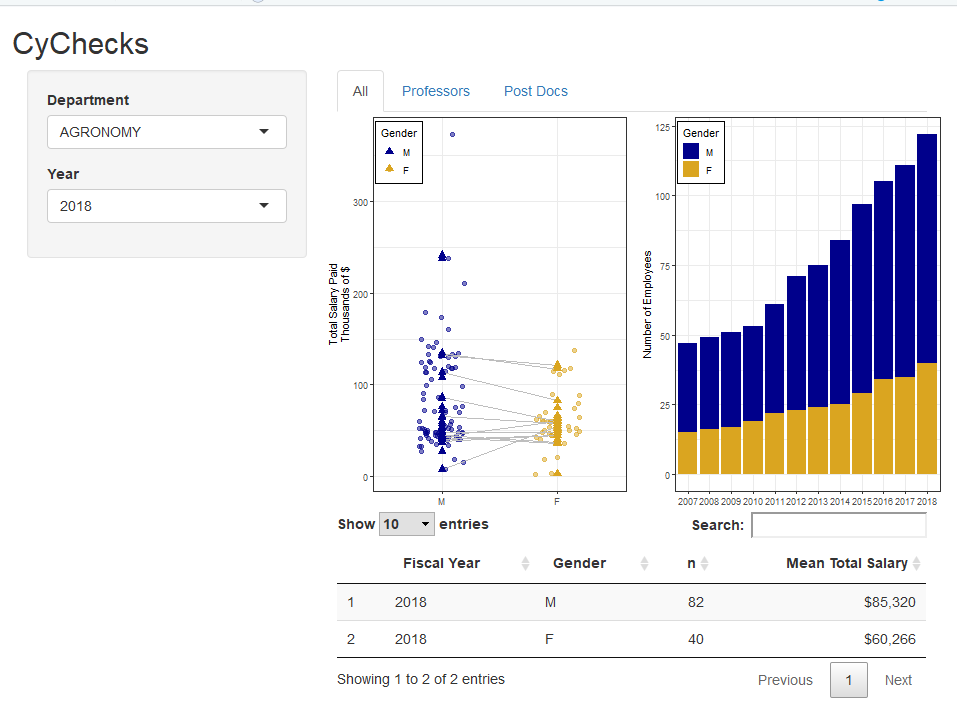 CyChecks
Department
AGRONOMY
Year
2018
All Professors Post Docs
Gender
M
F
300
200
100
0
Total Salary Paid
Thousands of $
M F
Gender
M
F
125
100
75
50
25
0
Number of Employees
2007 2008 2009 2010 2011 2012 2013 2014 2015 2016 2017 2018
Show 10 entries Search:
Fiscal Year Gender n Mean Total Salary
1 2018 M 82 $85,320
2 2018 F 40 $60,266
Showing 1 to 2 of 2 entries Previous 1 Next